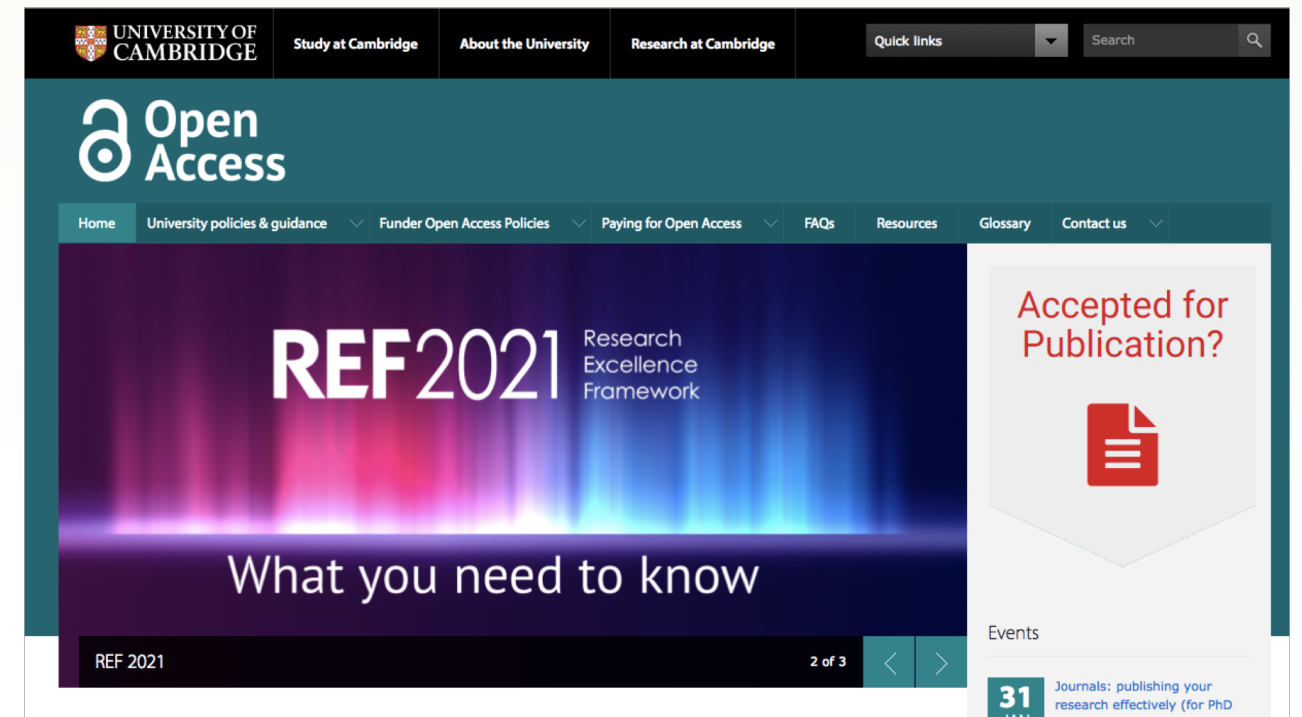 UNIVERSITY OF
CAMBRIDGE
Study at Cambridge
About the University
Research at Cambridge
Quick links
Search
Open
Access
Home
University policies & guidance
Funder Open Access Policies
Paying for Open Access
FAQs
Resources
Glossary
Contact us
REF2021
Research
Excellence
Framework
What you need to know
REF 2021
2 of 3
Accepted for
Publication?
Events
31
JAN
Journals: publishing your
research effectively (for PhD